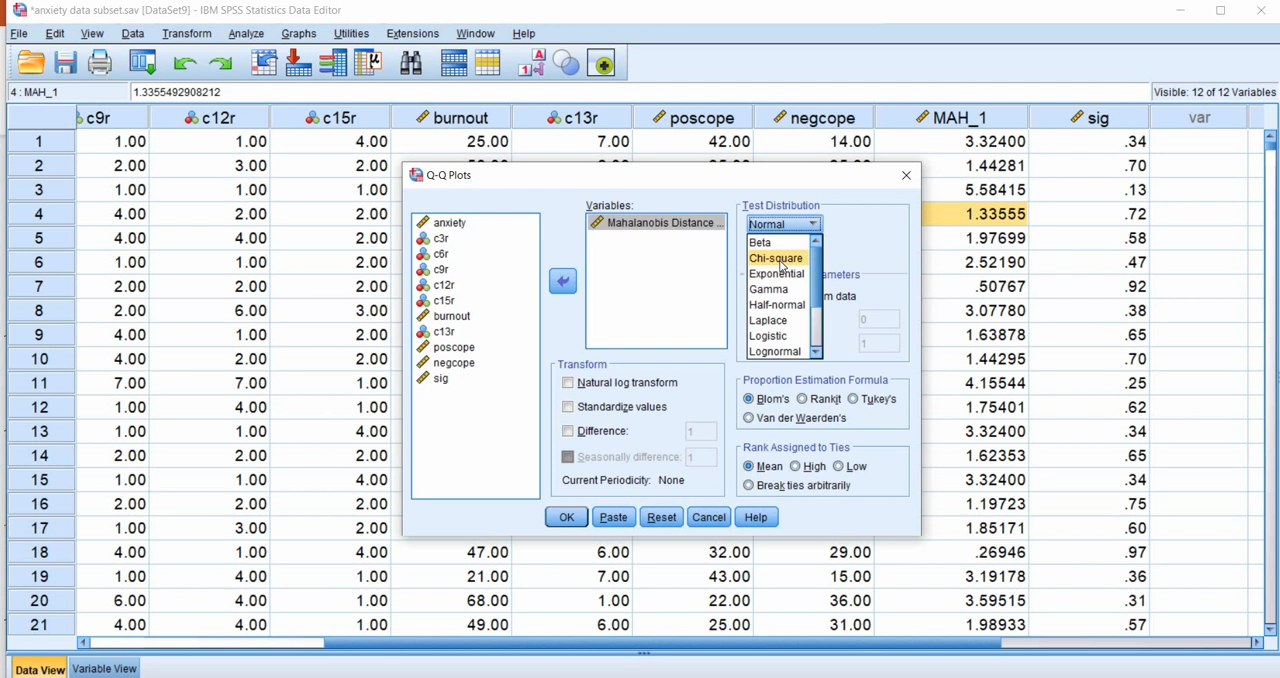 *anxiety data subset.sav [DataSet9] - IBM SPSS Statistics Data Editor
File Edit View Data Transform Analyze Graphs Utilities Extensions Window Help
4 : MAH_1 1.3355492908212 Visible: 12 of 12 Variables
c9r c12r c15r burnout c13r poscope negcope MAH_1 sig var
1 1.00 1.00 4.00 25.00 7.00 42.00 14.00 3.32400 .34
2 2.00 3.00 2.00 1.44281 .70
3 1.00 1.00 2.00 5.58415 .13
4 4.00 2.00 2.00 1.33555 .72
5 4.00 4.00 2.00 1.97699 .58
6 1.00 1.00 2.00 2.52190 .47
7 2.00 2.00 2.00 .50767 .92
8 2.00 6.00 3.00 3.07780 .38
9 4.00 1.00 2.00 1.63878 .65
10 4.00 2.00 2.00 1.44295 .70
11 7.00 7.00 1.00 4.15544 .25
12 1.00 4.00 1.00 1.75401 .62
13 1.00 1.00 4.00 3.32400 .34
14 2.00 2.00 2.00 1.62353 .65
15 1.00 1.00 4.00 3.32400 .34
16 2.00 2.00 2.00 1.19723 .75
17 1.00 3.00 2.00 1.85171 .60
18 4.00 1.00 4.00 47.00 6.00 32.00 29.00 .26946 .97
19 1.00 4.00 1.00 21.00 7.00 43.00 15.00 3.19178 .36
20 6.00 4.00 1.00 68.00 1.00 22.00 36.00 3.59515 .31
21 4.00 4.00 1.00 49.00 6.00 25.00 31.00 1.98933 .57
Data View Variable View
Q-Q Plots
anxiety
c3r
c6r
c9r
c12r
c15r
burnout
c13r
poscope
negcope
sig
Variables:
Mahalanobis Distance ...
Transform
Natural log transform
Standardize values
Difference: 1
Seasonally difference: 1
Current Periodicity: None
Test Distribution
Normal
Beta
Chi-square
Exponential
Gamma
Half-normal
Laplace
Logistic
Lognormal
0
1
Proportion Estimation Formula
Blom's Rankit Tukey's
Van der Waerden's
Rank Assigned to Ties
Mean High Low
Break ties arbitrarily
OK Paste Reset Cancel Help